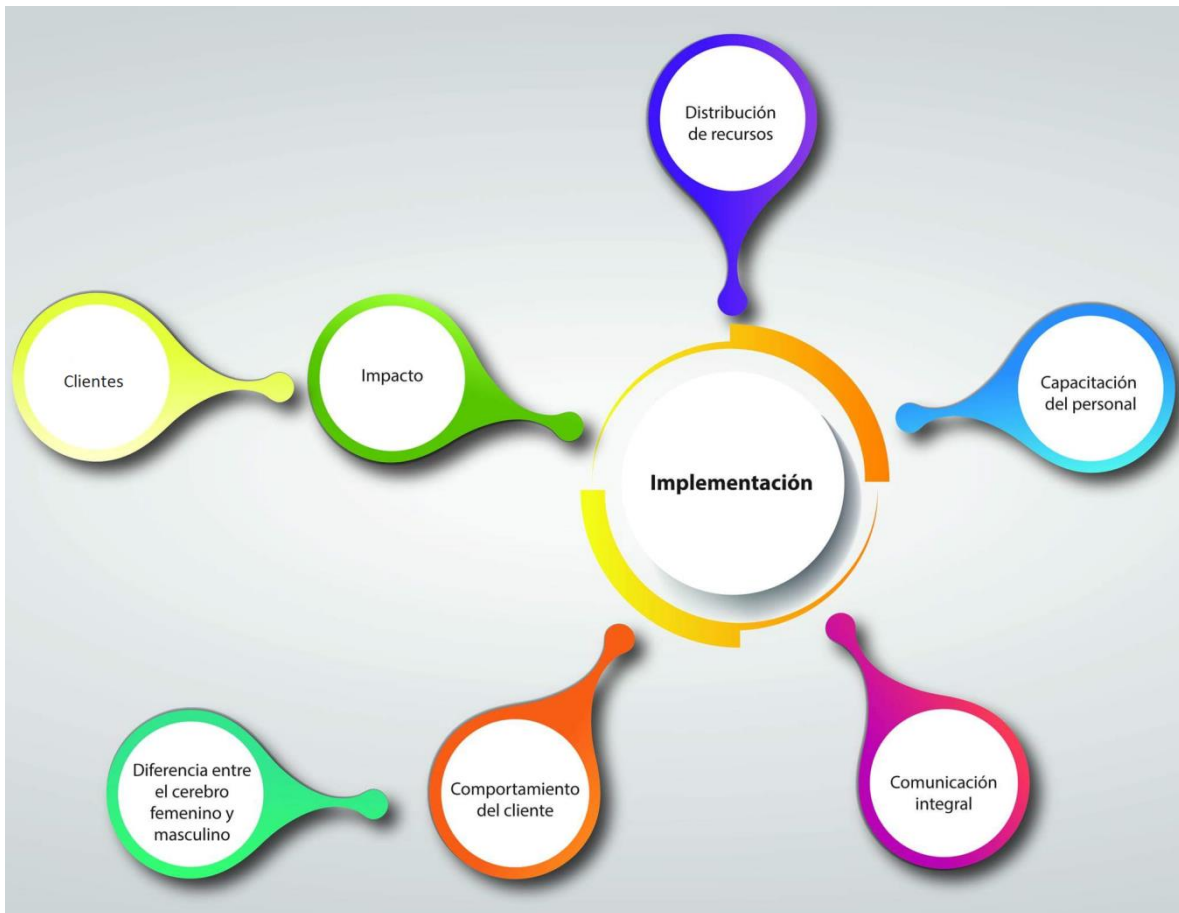 Distribución
de recursos
Clientes
Impacto
Capacitación
del personal
Implementación
Diferencia entre
el cerebro
femenino y
masculino
Comportamiento
del cliente
Comunicación
integral